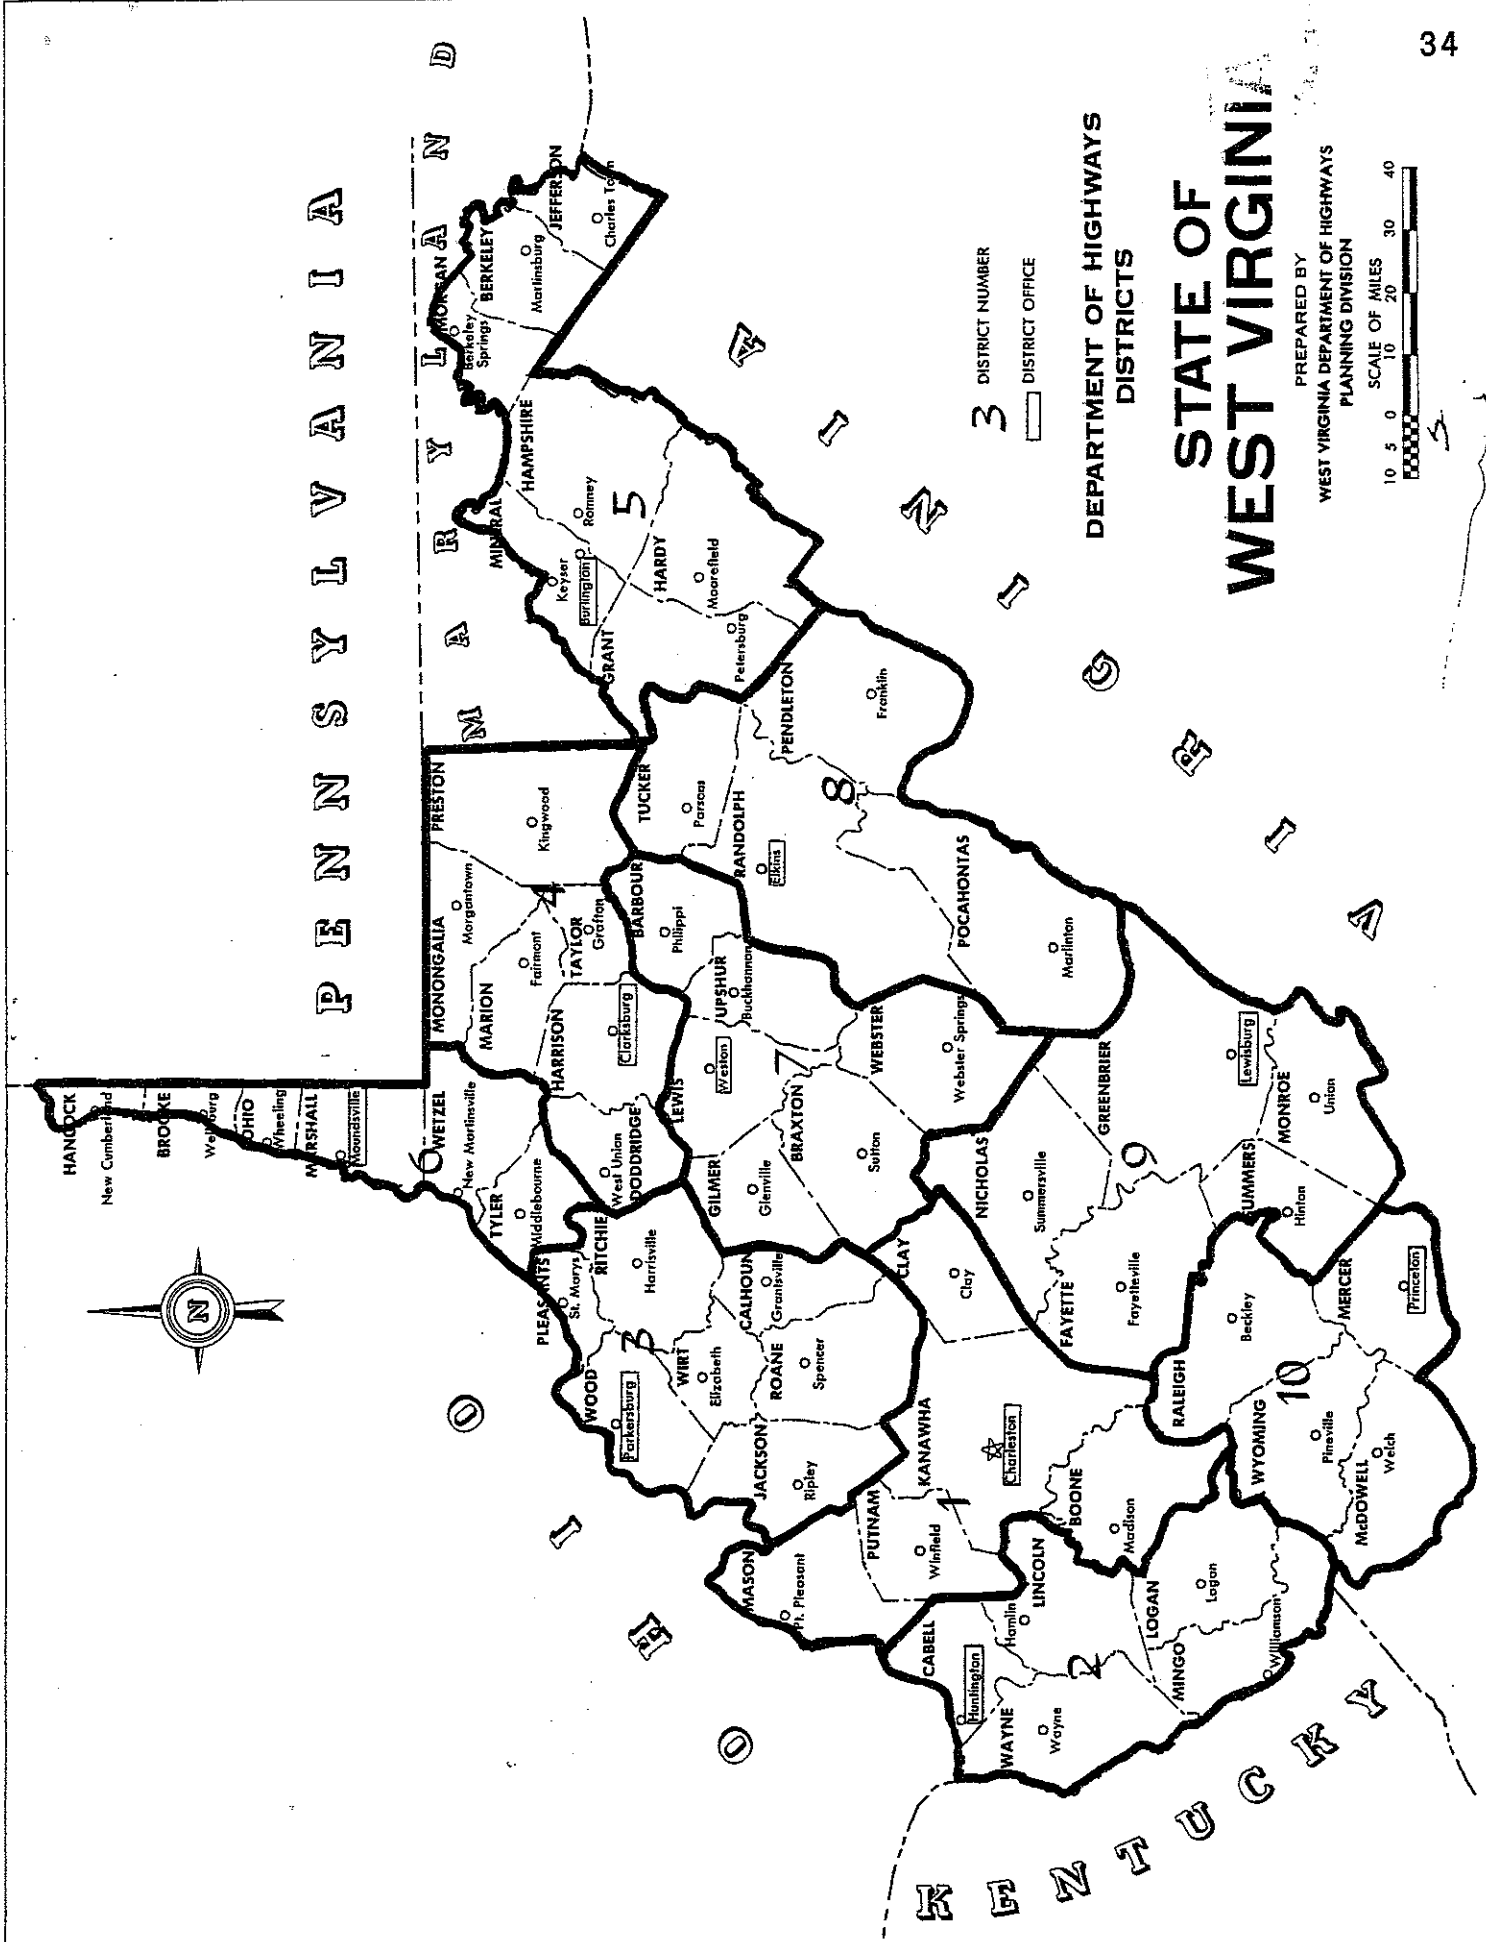 34
PENNSYLVANIA
MARYLAND
OHIO
KENTUCKY
VIRGINIA
N
HANCOCK
New Cumberland
BROOKE
OHIO
Wheeling
MARSHALL
Moundsville
6
WETZEL
New Martinsville
TYLER
Middlebourne
PLEASANTS
St. Marys
RITCHIE
Harrisville
WOOD
Parkersburg
3
WIRT
Elizabeth
CALHOUN
Grantsville
ROANE
Spencer
JACKSON
Ripley
MONONGALIA
Morgantown
PRESTON
Kingwood
MARION
Fairmont
4
TAYLOR
Grafton
HARRISON
Clarksburg
DODDRIDGE
West Union
BARBOUR
Philippi
LEWIS
Weston
UPSHUR
Buckhannon
7
GILMER
Glenville
BRAXTON
Sutton
WEBSTER
Webster Springs
TUCKER
Parsons
RANDOLPH
Elkins
8
PENDLETON
Franklin
POCAHONTAS
Marlinton
MINERAL
Keyser
Burlington
HAMPSHIRE
Romney
5
GRANT
Petersburg
HARDY
Moorefield
MORGAN
Berkeley
Springs
BERKELEY
Martinsburg
JEFFERSON
Charles Town
MASON
Pt. Pleasant
PUTNAM
Winfield
1
KANAWHA
Charleston
CLAY
Clay
BOONE
Madison
CABELL
Huntington
LINCOLN
Hamlin
WAYNE
Wayne
2
LOGAN
Logan
MINGO
Williamson
NICHOLAS
Summersville
FAYETTE
Fayetteville
9
GREENBRIER
Lewisburg
SUMMERS
Hinton
MONROE
Union
RALEIGH
Beckley
WYOMING
Pineville
10
MERCER
Princeton
McDOWELL
Welch
3 DISTRICT NUMBER
DISTRICT OFFICE
DEPARTMENT OF HIGHWAYS
DISTRICTS
STATE OF
WEST VIRGINIA
PREPARED BY
WEST VIRGINIA DEPARTMENT OF HIGHWAYS
PLANNING DIVISION
SCALE OF MILES
10 5 0 10 20 30 40